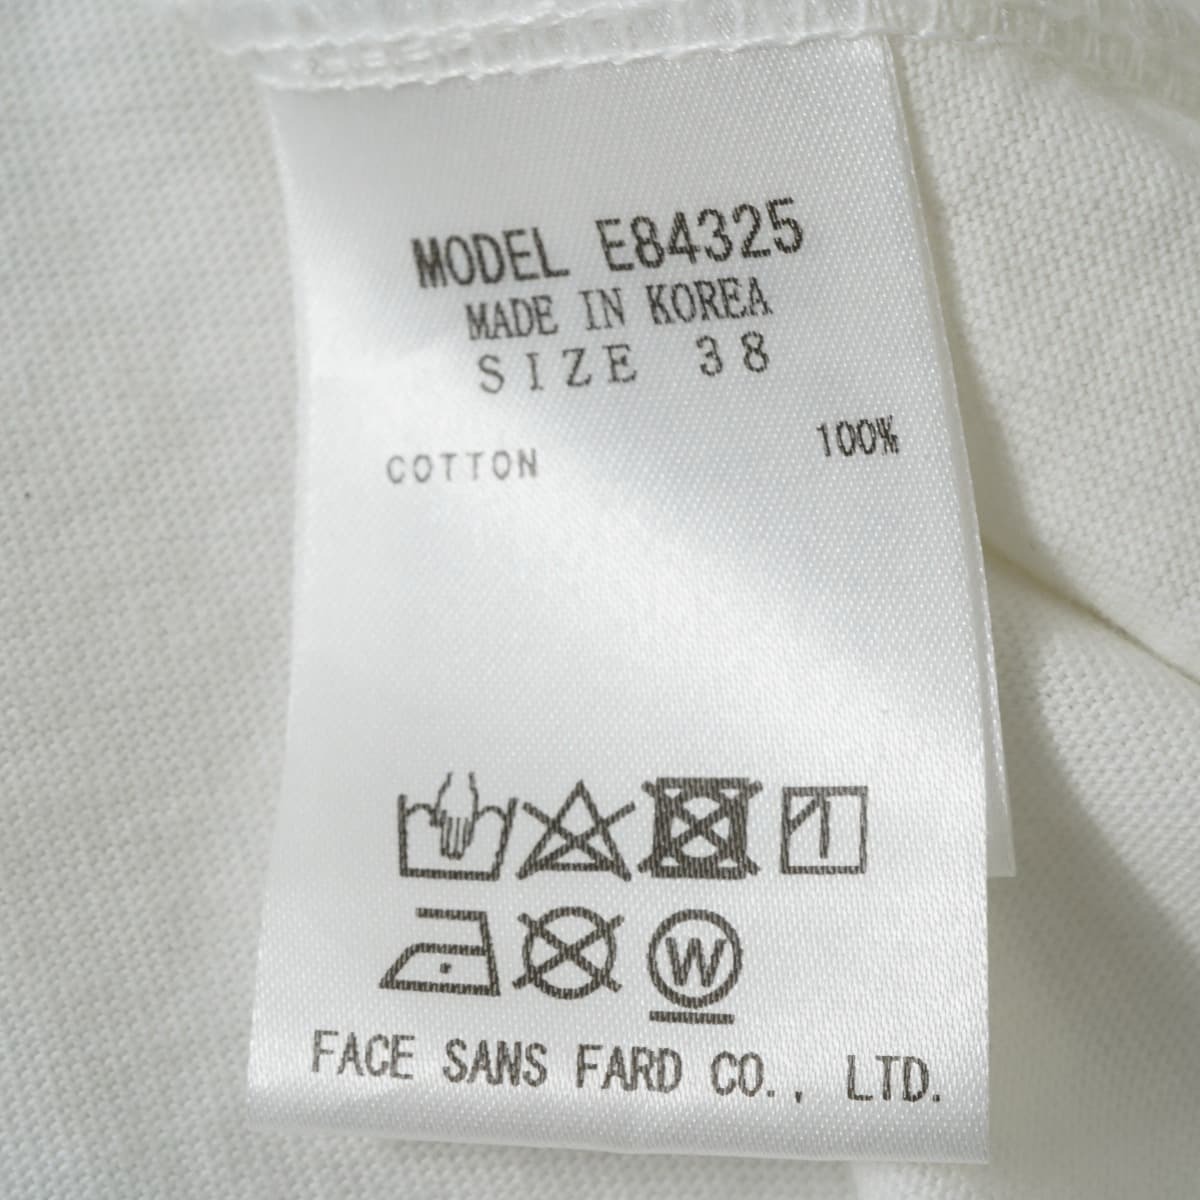 MODEL E84325
MADE IN KOREA
SIZE 38
COTTON 100%
W
FACE SANS FARD CO., LTD.